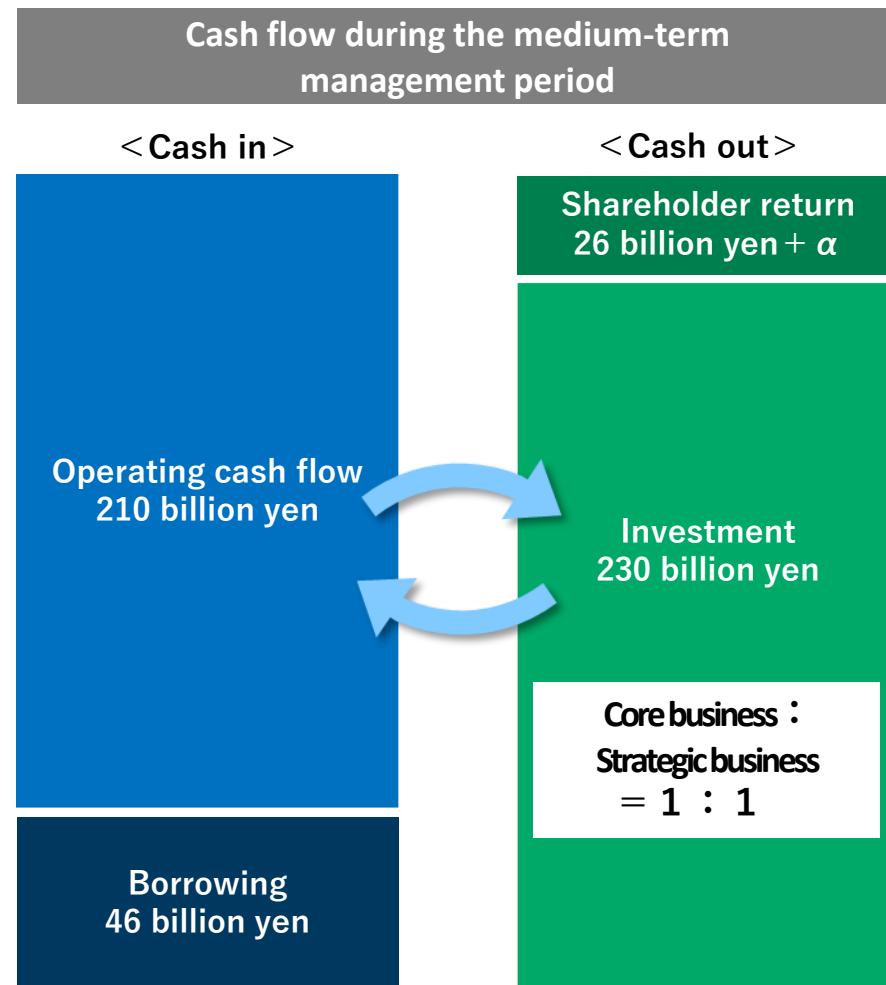 Cash flow during the medium-term
management period
＜Cash in＞
Operating cash flow
210 billion yen
Borrowing
46 billion yen
＜Cash out＞
Shareholder return
26 billion yen＋α
Investment
230 billion yen
Core business：
Strategic business
＝1：1